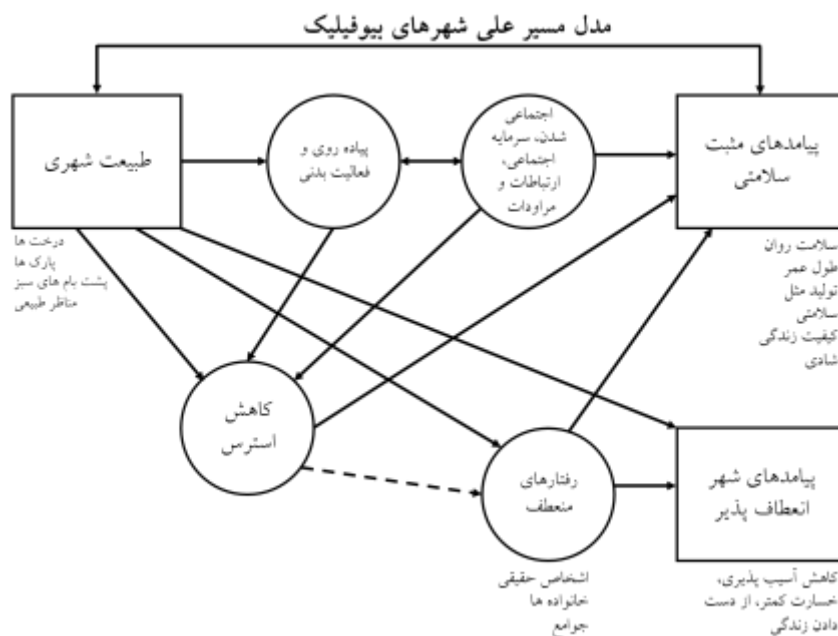 مدل مسیر علی شهرهای بیوفیلیک
طبیعت شهری
درخت ها
پارک ها
پشت بام های سبز
مناظر طبیعی
پیاده روی و
فعالیت بدنی
اجتماعی
شدن، سرمایه
اجتماعی،
ارتباطات و
مراودات
پیامدهای مثبت
سلامتی
سلامت روان
طول عمر
تولید مثل
سلامتی
کیفیت زندگی
شادی
کاهش
استرس
رفتارهای
منعطف
اشخاص حقیقی
خانواده ها
جوامع
پیامدهای شهر
انعطاف پذیر
کاهش آسیب پذیری،
خسارت کمتر، از دست
دادن زندگی